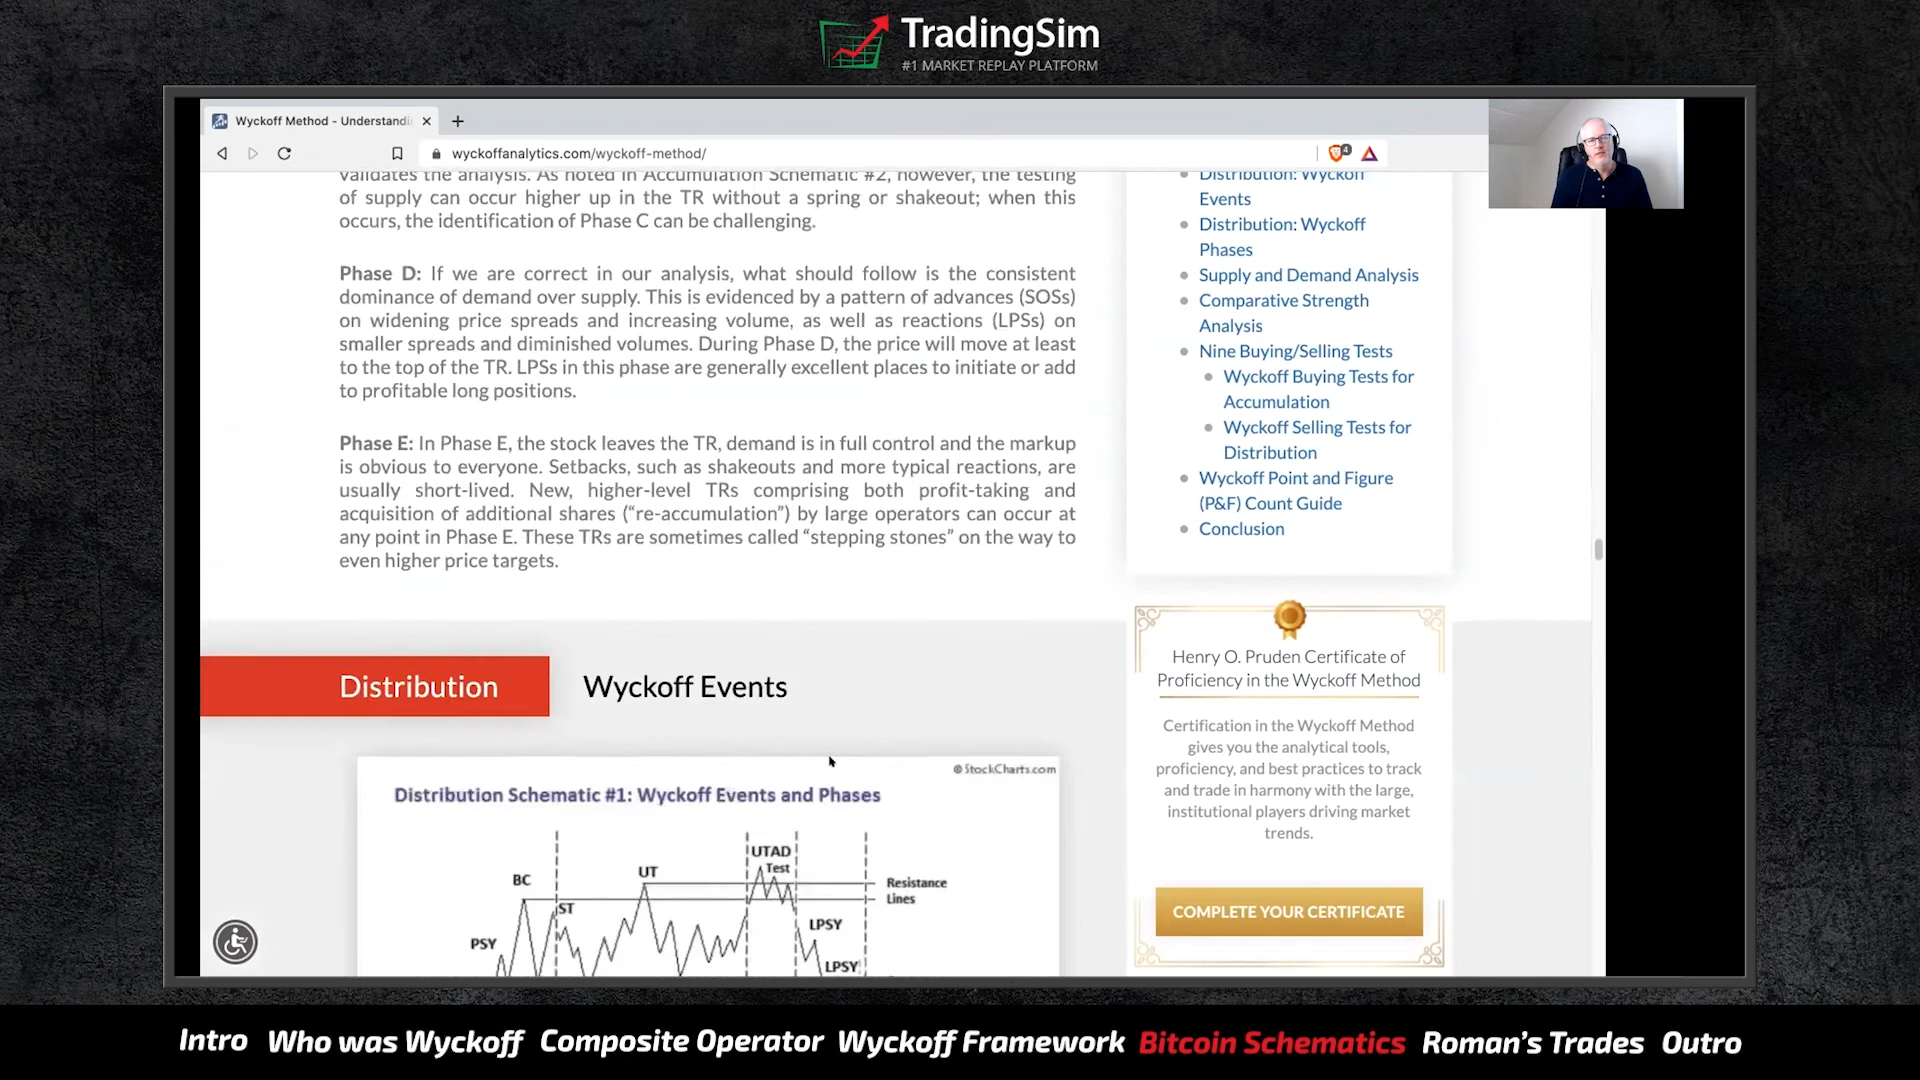 TradingSim
#1 MARKET REPLAY PLATFORM
Wyckoff Method - Understandi
wyckoffanalytics.com/wyckoff-method/
4
validates the analysis. As noted in Accumulation Schematic #2, however, the testing
of supply can occur higher up in the TR without a spring or shakeout; when this
occurs, the identification of Phase C can be challenging.
Phase D: If we are correct in our analysis, what should follow is the consistent
dominance of demand over supply. This is evidenced by a pattern of advances (SOSs)
on widening price spreads and increasing volume, as well as reactions (LPSs) on
smaller spreads and diminished volumes. During Phase D, the price will move at least
to the top of the TR. LPSs in this phase are generally excellent places to initiate or add
to profitable long positions.
Phase E: In Phase E, the stock leaves the TR, demand is in full control and the markup
is obvious to everyone. Setbacks, such as shakeouts and more typical reactions, are
usually short-lived. New, higher-level TRs comprising both profit-taking and
acquisition of additional shares (“re-accumulation”) by large operators can occur at
any point in Phase E. These TRs are sometimes called “stepping stones” on the way to
even higher price targets.
Distribution: Wyckoff
Events
Distribution: Wyckoff
Phases
Supply and Demand Analysis
Comparative Strength
Analysis
Nine Buying/Selling Tests
Wyckoff Buying Tests for
Accumulation
Wyckoff Selling Tests for
Distribution
Wyckoff Point and Figure
(P&F) Count Guide
Conclusion
Henry O. Pruden Certificate of
Proficiency in the Wyckoff Method
Certification in the Wyckoff Method
gives you the analytical tools,
proficiency, and best practices to track
and trade in harmony with the large,
institutional players driving market
trends.
COMPLETE YOUR CERTIFICATE
Distribution
Wyckoff Events
©StockCharts.com
Distribution Schematic #1: Wyckoff Events and Phases
UTAD
Test
UT
BC
Resistance
Lines
ST
LPSY
PSY
LPSY
Intro Who was Wyckoff Composite Operator Wyckoff Framework Bitcoin Schematics Roman's Trades Outro